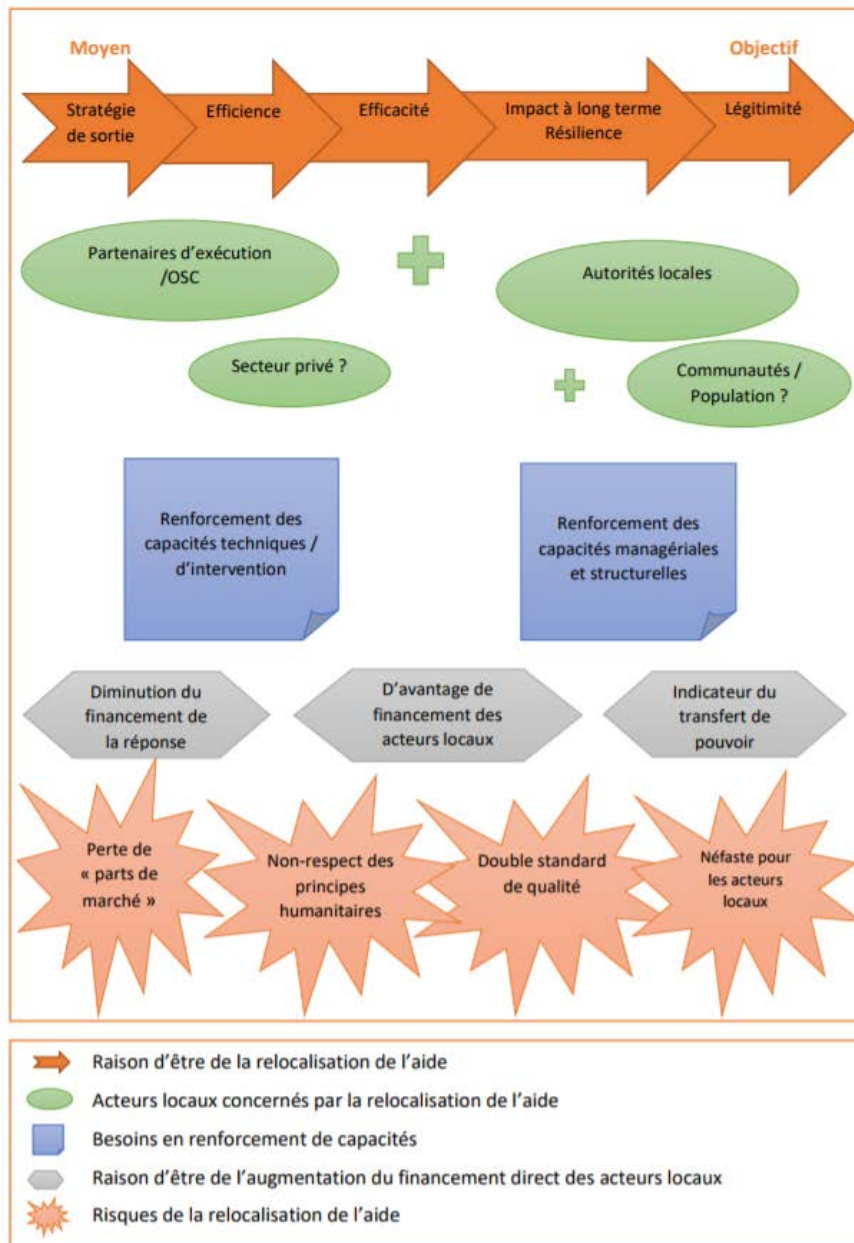 Moyen
Objectif
Stratégie
de sortie
Efficience
Efficacité
Impact à long terme
Résilience
Légitimité
Partenaires d'exécution
/OSC
Autorités locales
Secteur privé ?
Communautés /
Population ?
Renforcement des
capacités techniques /
d'intervention
Renforcement des
capacités managériales
et structurelles
Diminution du
financement de
la réponse
D'avantage de
financement des
acteurs locaux
Indicateur du
transfert de
pouvoir
Perte de
« parts de
marché »
Non-respect des
principes
humanitaires
Double standard
de qualité
Néfaste pour
les acteurs
locaux
Raison d'être de la relocalisation de l'aide
Acteurs locaux concernés par la relocalisation de l'aide
Besoins en renforcement de capacités
Raison d'être de l'augmentation du financement direct des acteurs locaux
Risques de la relocalisation de l'aide